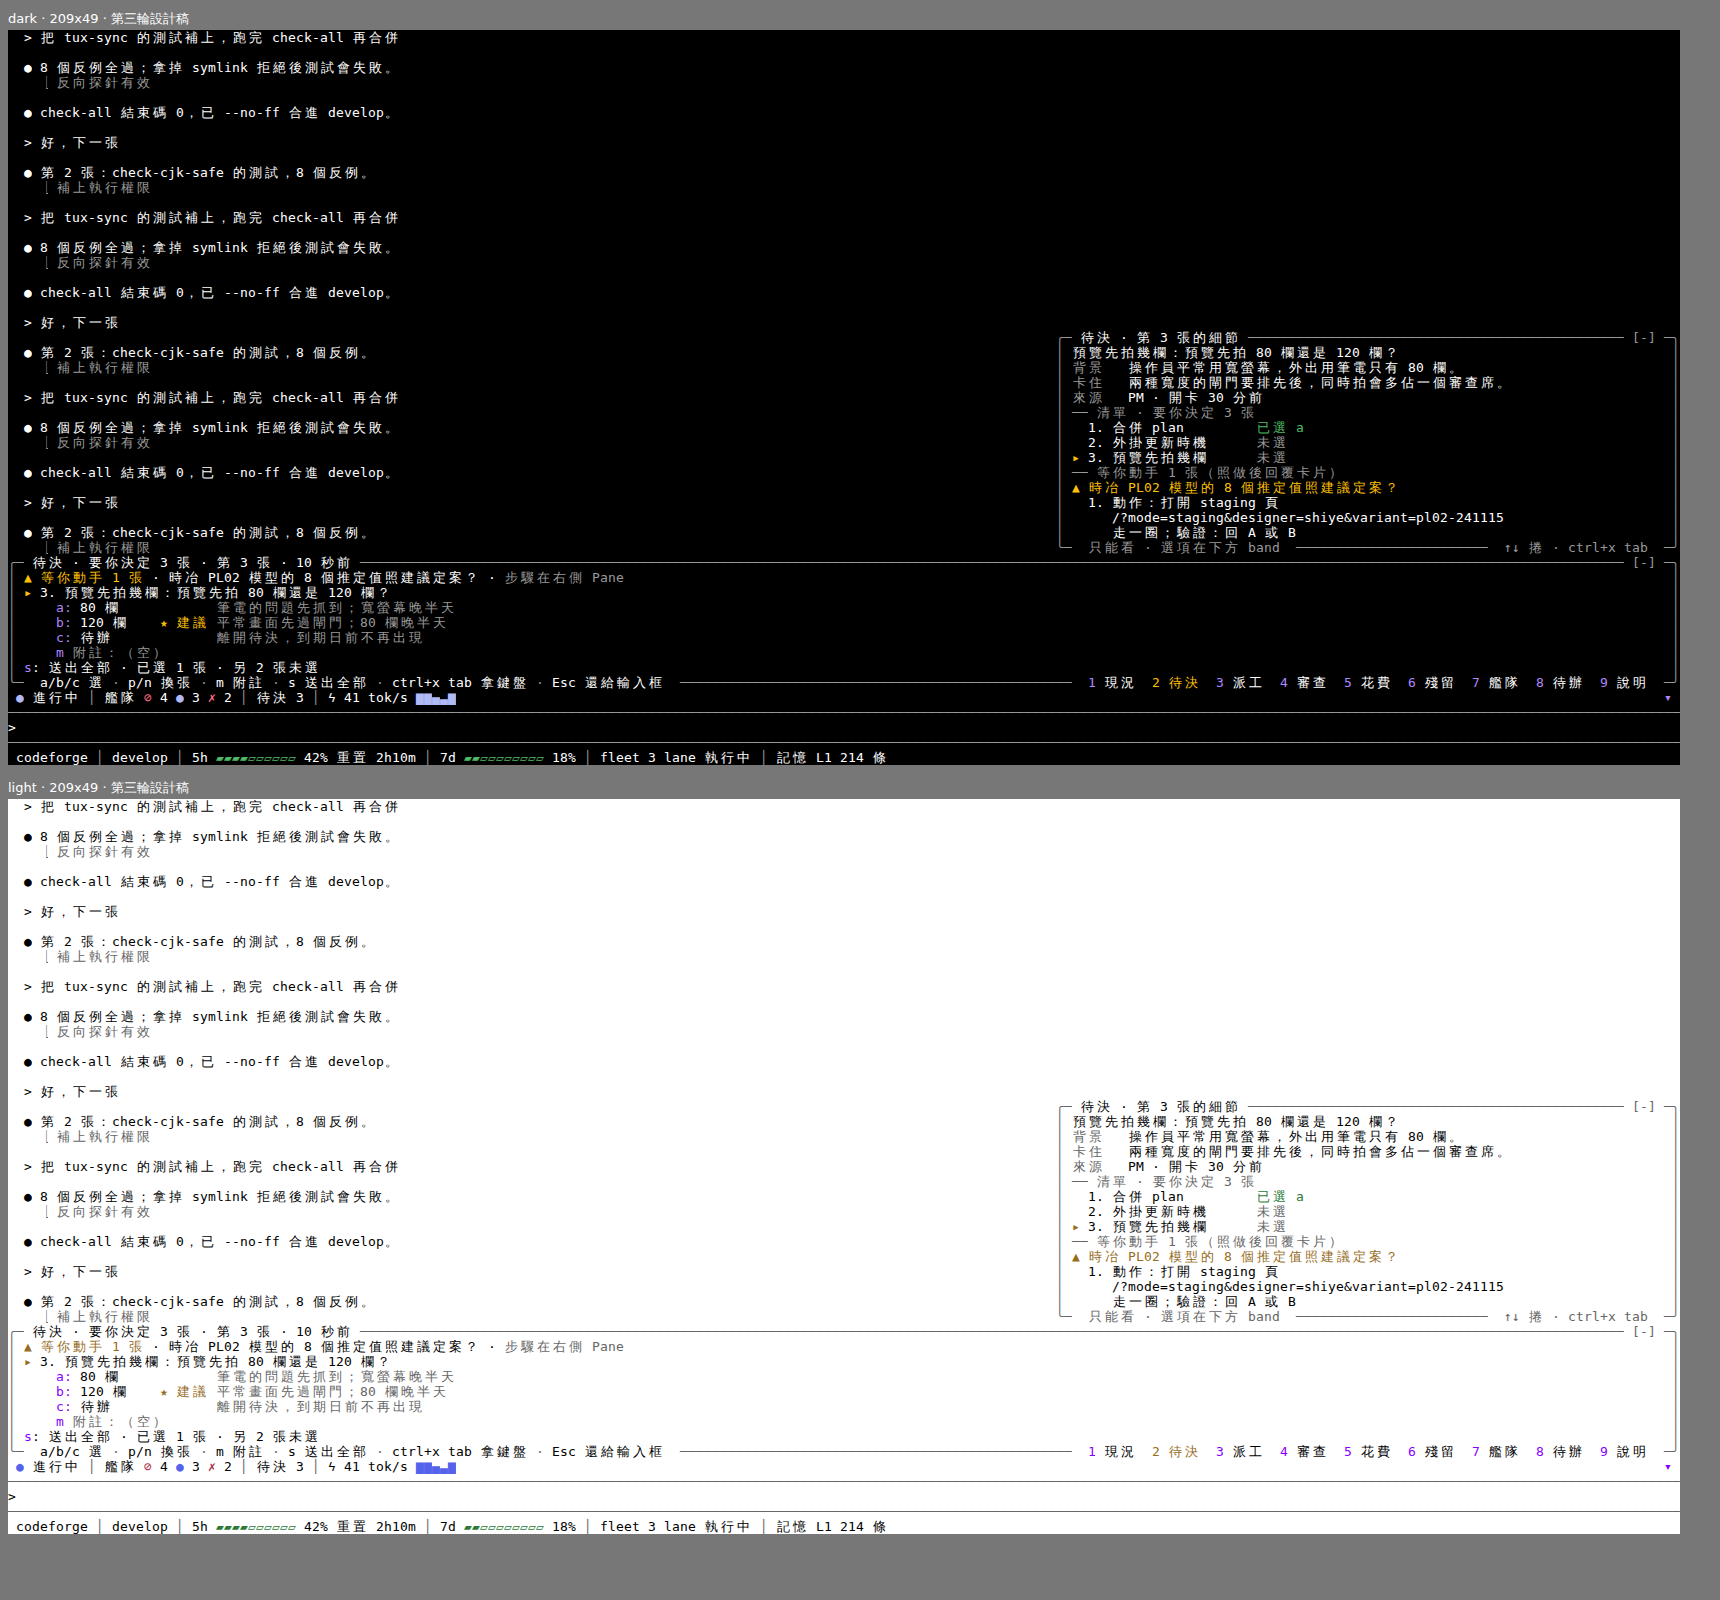 dark · 209x49 · 第三輪設計稿
> 把 tux-sync 的測試補上，跑完 check-all 再合併
● 8 個反例全過；拿掉 symlink 拒絕後測試會失敗。
⎿ 反向探針有效
● check-all 結束碼 0，已 --no-ff 合進 develop。
> 好，下一張
● 第 2 張：check-cjk-safe 的測試，8 個反例。
⎿ 補上執行權限
> 把 tux-sync 的測試補上，跑完 check-all 再合併
● 8 個反例全過；拿掉 symlink 拒絕後測試會失敗。
⎿ 反向探針有效
● check-all 結束碼 0，已 --no-ff 合進 develop。
> 好，下一張
● 第 2 張：check-cjk-safe 的測試，8 個反例。
⎿ 補上執行權限
> 把 tux-sync 的測試補上，跑完 check-all 再合併
● 8 個反例全過；拿掉 symlink 拒絕後測試會失敗。
⎿ 反向探針有效
● check-all 結束碼 0，已 --no-ff 合進 develop。
> 好，下一張
● 第 2 張：check-cjk-safe 的測試，8 個反例。
⎿ 補上執行權限
待決 · 第 3 張的細節 [-]
預覽先拍幾欄：預覽先拍 80 欄還是 120 欄？
背景 操作員平常用寬螢幕，外出用筆電只有 80 欄。
卡住 兩種寬度的閘門要排先後，同時拍會多佔一個審查席。
來源 PM · 開卡 30 分前
── 清單 · 要你決定 3 張
1. 合併 plan 已選 a
2. 外掛更新時機 未選
▸ 3. 預覽先拍幾欄 未選
── 等你動手 1 張（照做後回覆卡片）
▲ 時冶 PL02 模型的 8 個推定值照建議定案？
1. 動作：打開 staging 頁
/?mode=staging&designer=shiye&variant=pl02-241115
走一圈；驗證：回 A 或 B
只能看 · 選項在下方 band ↑↓ 捲 · ctrl+x tab
待決 · 要你決定 3 張 · 第 3 張 · 10 秒前 [-]
▲ 等你動手 1 張 · 時冶 PL02 模型的 8 個推定值照建議定案？ · 步驟在右側 Pane
▸ 3. 預覽先拍幾欄：預覽先拍 80 欄還是 120 欄？
a: 80 欄 筆電的問題先抓到；寬螢幕晚半天
b: 120 欄 ★ 建議 平常畫面先過閘門；80 欄晚半天
c: 待辦 離開待決，到期日前不再出現
m 附註：（空）
s: 送出全部 · 已選 1 張 · 另 2 張未選
a/b/c 選 · p/n 換張 · m 附註 · s 送出全部 · ctrl+x tab 拿鍵盤 · Esc 還給輸入框 1 現況 2 待決 3 派工 4 審查 5 花費 6 殘留 7 艦隊 8 待辦 9 說明
● 進行中 │ 艦隊 ⊘ 4 ● 3 ✗ 2 │ 待決 3 │ ϟ 41 tok/s ▾
>
codeforge │ develop │ 5h ▰▰▰▰▱▱▱▱▱▱ 42% 重置 2h10m │ 7d ▰▰▱▱▱▱▱▱▱▱ 18% │ fleet 3 lane 執行中 │ 記憶 L1 214 條
light · 209x49 · 第三輪設計稿
> 把 tux-sync 的測試補上，跑完 check-all 再合併
● 8 個反例全過；拿掉 symlink 拒絕後測試會失敗。
⎿ 反向探針有效
● check-all 結束碼 0，已 --no-ff 合進 develop。
> 好，下一張
● 第 2 張：check-cjk-safe 的測試，8 個反例。
⎿ 補上執行權限
> 把 tux-sync 的測試補上，跑完 check-all 再合併
● 8 個反例全過；拿掉 symlink 拒絕後測試會失敗。
⎿ 反向探針有效
● check-all 結束碼 0，已 --no-ff 合進 develop。
> 好，下一張
● 第 2 張：check-cjk-safe 的測試，8 個反例。
⎿ 補上執行權限
> 把 tux-sync 的測試補上，跑完 check-all 再合併
● 8 個反例全過；拿掉 symlink 拒絕後測試會失敗。
⎿ 反向探針有效
● check-all 結束碼 0，已 --no-ff 合進 develop。
> 好，下一張
● 第 2 張：check-cjk-safe 的測試，8 個反例。
⎿ 補上執行權限
待決 · 第 3 張的細節 [-]
預覽先拍幾欄：預覽先拍 80 欄還是 120 欄？
背景 操作員平常用寬螢幕，外出用筆電只有 80 欄。
卡住 兩種寬度的閘門要排先後，同時拍會多佔一個審查席。
來源 PM · 開卡 30 分前
── 清單 · 要你決定 3 張
1. 合併 plan 已選 a
2. 外掛更新時機 未選
▸ 3. 預覽先拍幾欄 未選
── 等你動手 1 張（照做後回覆卡片）
▲ 時冶 PL02 模型的 8 個推定值照建議定案？
1. 動作：打開 staging 頁
/?mode=staging&designer=shiye&variant=pl02-241115
走一圈；驗證：回 A 或 B
只能看 · 選項在下方 band ↑↓ 捲 · ctrl+x tab
待決 · 要你決定 3 張 · 第 3 張 · 10 秒前 [-]
▲ 等你動手 1 張 · 時冶 PL02 模型的 8 個推定值照建議定案？ · 步驟在右側 Pane
▸ 3. 預覽先拍幾欄：預覽先拍 80 欄還是 120 欄？
a: 80 欄 筆電的問題先抓到；寬螢幕晚半天
b: 120 欄 ★ 建議 平常畫面先過閘門；80 欄晚半天
c: 待辦 離開待決，到期日前不再出現
m 附註：（空）
s: 送出全部 · 已選 1 張 · 另 2 張未選
a/b/c 選 · p/n 換張 · m 附註 · s 送出全部 · ctrl+x tab 拿鍵盤 · Esc 還給輸入框 1 現況 2 待決 3 派工 4 審查 5 花費 6 殘留 7 艦隊 8 待辦 9 說明
● 進行中 │ 艦隊 ⊘ 4 ● 3 ✗ 2 │ 待決 3 │ ϟ 41 tok/s ▾
>
codeforge │ develop │ 5h ▰▰▰▰▱▱▱▱▱▱ 42% 重置 2h10m │ 7d ▰▰▱▱▱▱▱▱▱▱ 18% │ fleet 3 lane 執行中 │ 記憶 L1 214 條